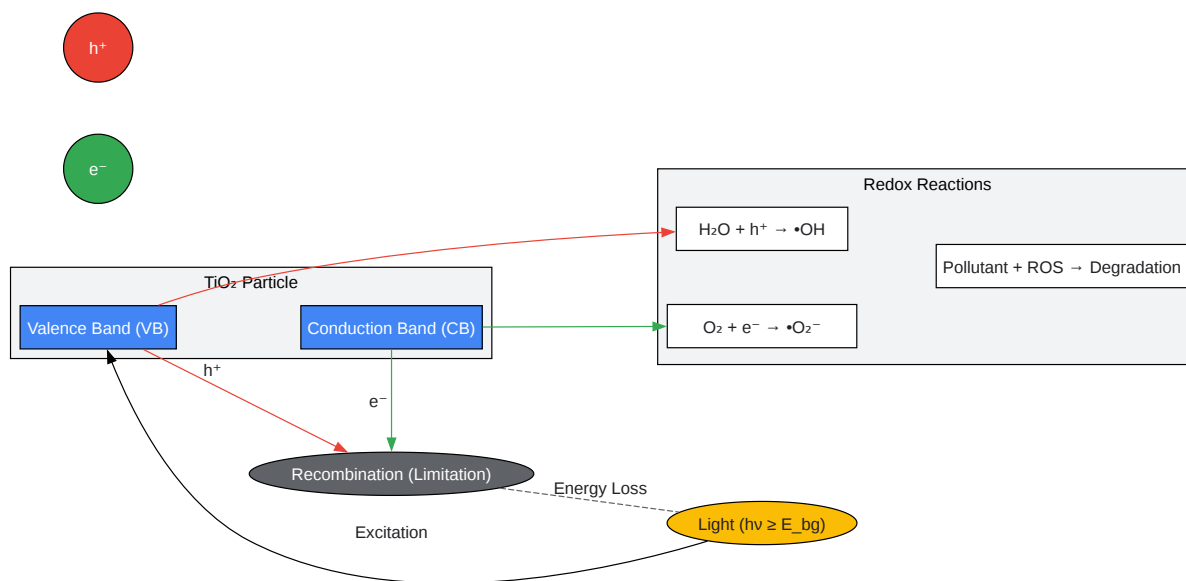 h⁺
e⁻
Redox Reactions
H₂O + h⁺ → •OH
Pollutant + ROS → Degradation
TiO₂ Particle
Valence Band (VB)
Conduction Band (CB)
O₂ + e⁻ → •O₂⁻
h⁺
e⁻
Recombination (Limitation)
Energy Loss
Light (hν ≥ E_bg)
Excitation